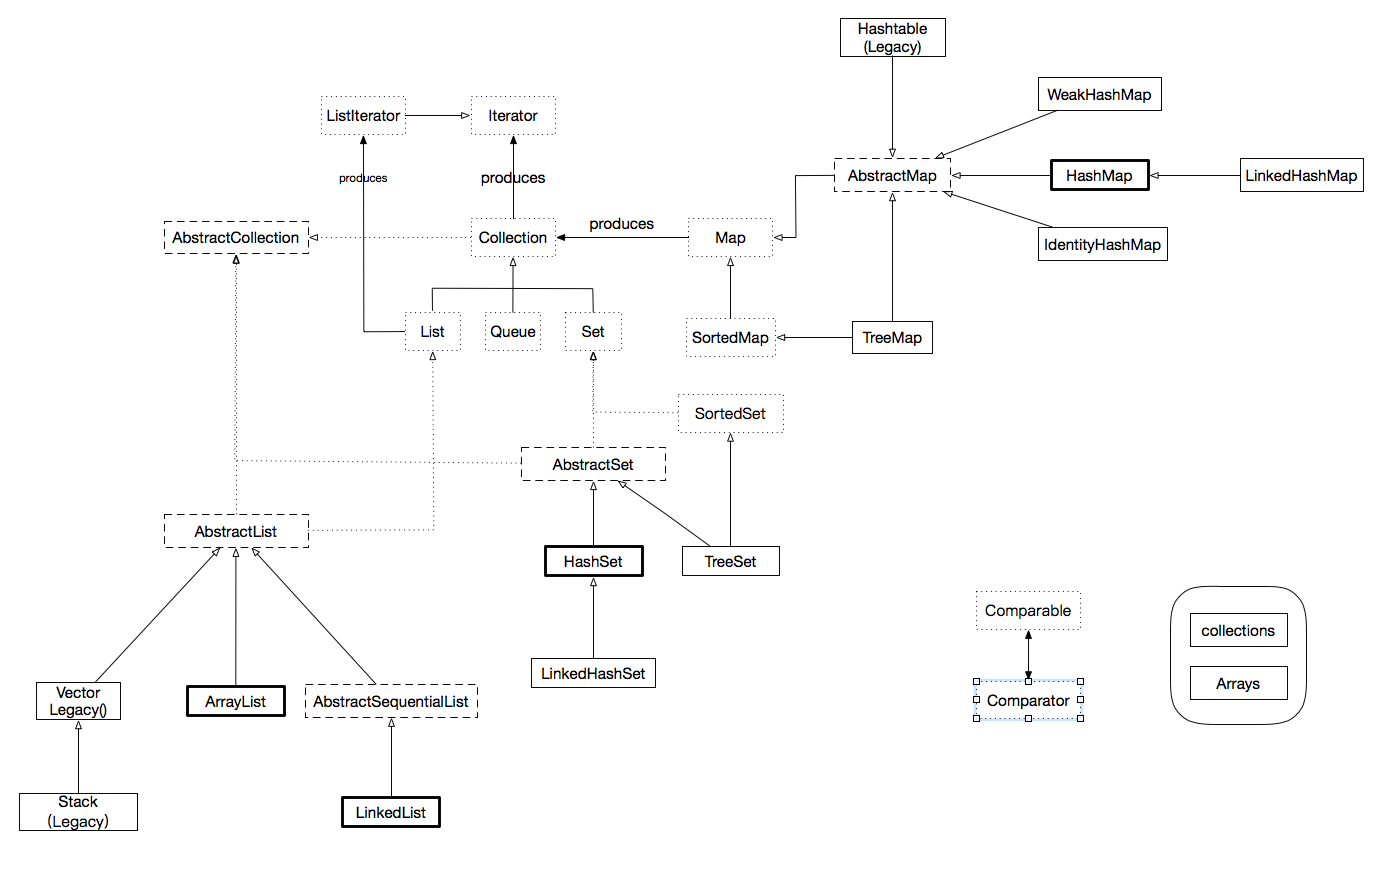 Hashtable
(Legacy)
WeakHashMap
ListIterator
Iterator
AbstractMap
HashMap
LinkedHashMap
produces
produces
produces
AbstractCollection
Collection
Map
IdentityHashMap
List
Queue
Set
SortedMap
TreeMap
SortedSet
AbstractSet
AbstractList
HashSet
TreeSet
Comparable
collections
LinkedHashSet
Arrays
Vector
Legacy()
ArrayList
AbstractSequentialList
Comparator
Stack
(Legacy)
LinkedList